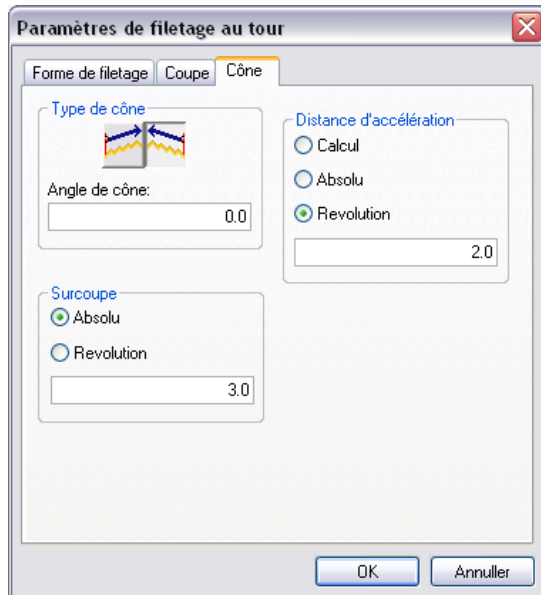 Paramètres de filetage au tour
Forme de filetage Coupe Cône
Type de cône
Angle de cône:
0.0
Distance d'accélération
Calcul
Absolu
Revolution
2.0
Surcoupe
Absolu
Revolution
3.0
OK Annuller